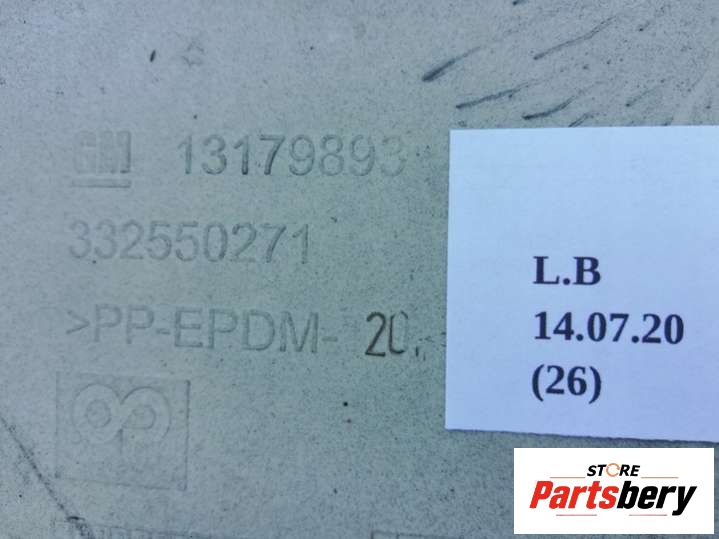 GM 13179893
332550271
>PP-EPDM- 20
L.B
14.07.20
(26)
STORE
Partsbery